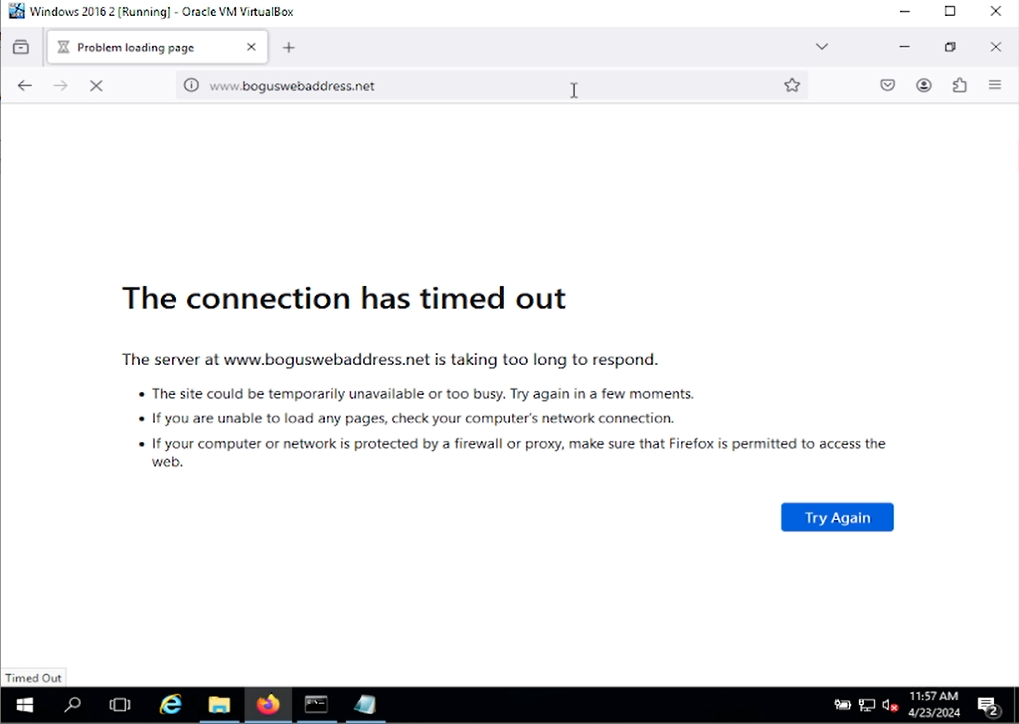 Windows 2016 2 [Running] - Oracle VM VirtualBox
Problem loading page
www.boguswebaddress.net
The connection has timed out
The server at www.boguswebaddress.net is taking too long to respond.
• The site could be temporarily unavailable or too busy. Try again in a few moments.
• If you are unable to load any pages, check your computer's network connection.
• If your computer or network is protected by a firewall or proxy, make sure that Firefox is permitted to access the
web.
Try Again
Timed Out
11:57 AM
4/23/2024
2